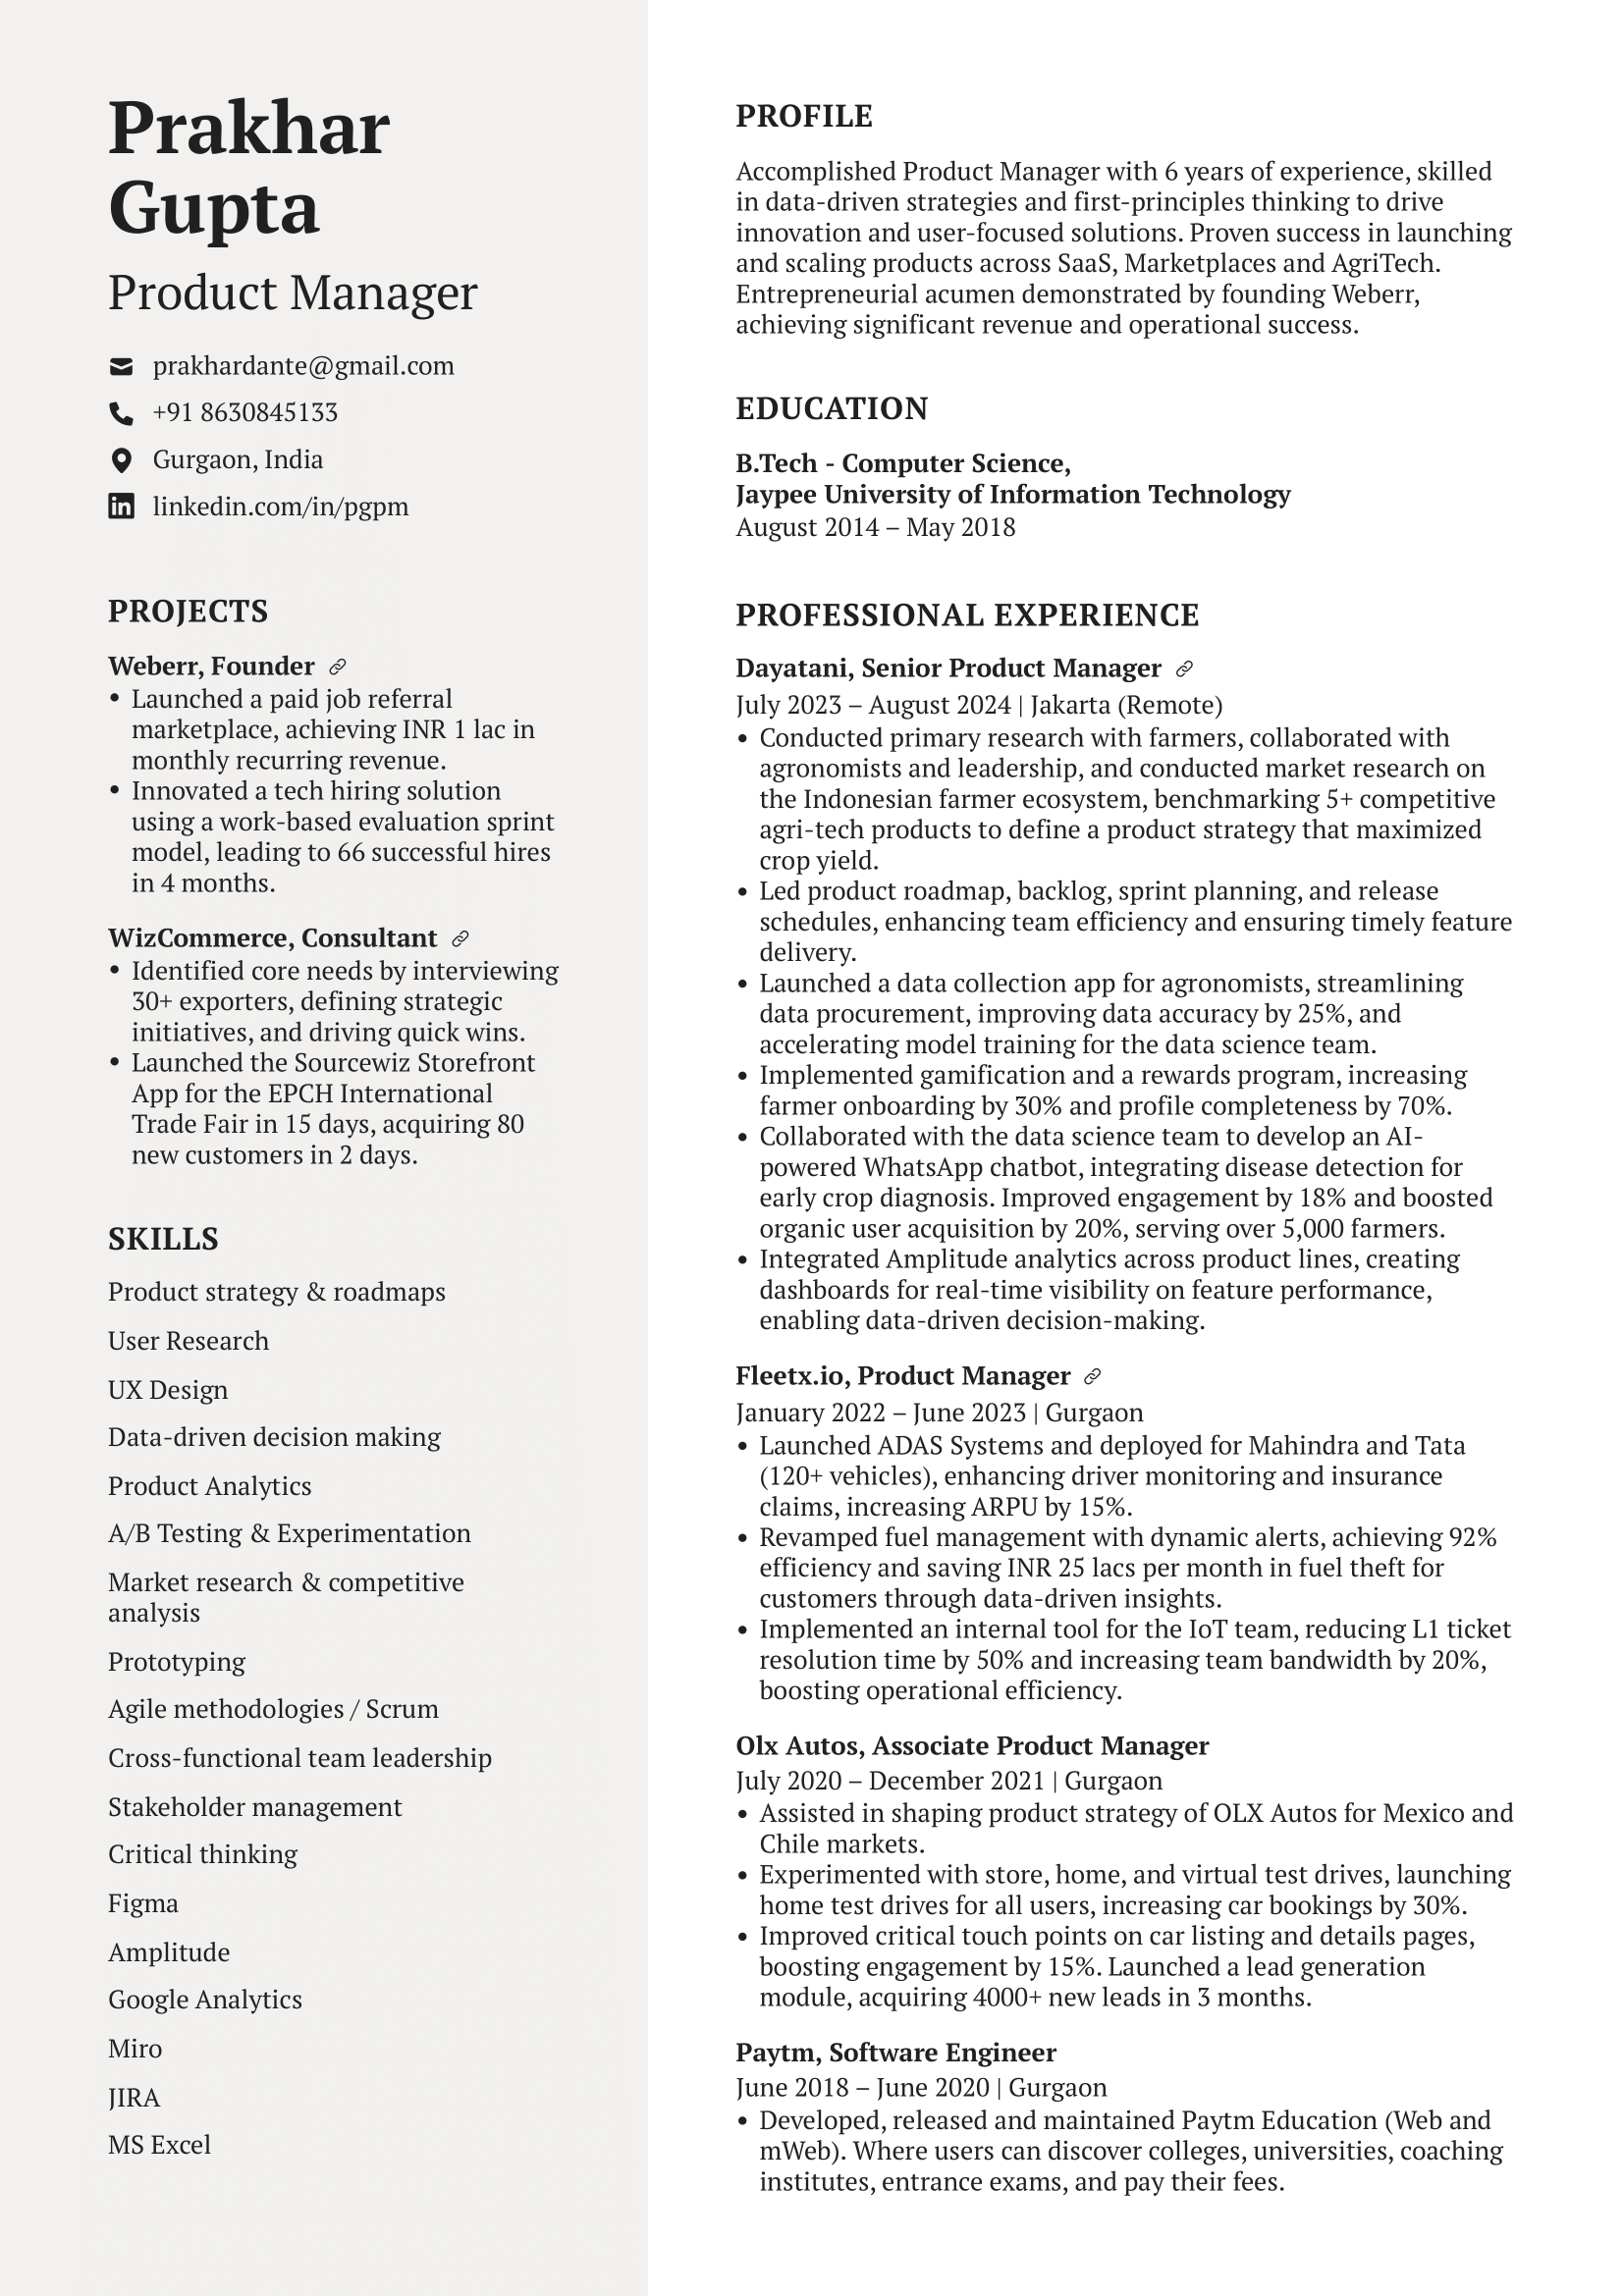 Prakhar
Gupta
Product Manager
prakhardante@gmail.com
+91 8630845133
Gurgaon, India
linkedin.com/in/pgpm
PROJECTS
Weberr, Founder
• Launched a paid job referral
marketplace, achieving INR 1 lac in
monthly recurring revenue.
• Innovated a tech hiring solution
using a work-based evaluation sprint
model, leading to 66 successful hires
in 4 months.
WizCommerce, Consultant
• Identified core needs by interviewing
30+ exporters, defining strategic
initiatives, and driving quick wins.
• Launched the Sourcewiz Storefront
App for the EPCH International
Trade Fair in 15 days, acquiring 80
new customers in 2 days.
SKILLS
Product strategy & roadmaps
User Research
UX Design
Data-driven decision making
Product Analytics
A/B Testing & Experimentation
Market research & competitive
analysis
Prototyping
Agile methodologies / Scrum
Cross-functional team leadership
Stakeholder management
Critical thinking
Figma
Amplitude
Google Analytics
Miro
JIRA
MS Excel
PROFILE
Accomplished Product Manager with 6 years of experience, skilled
in data-driven strategies and first-principles thinking to drive
innovation and user-focused solutions. Proven success in launching
and scaling products across SaaS, Marketplaces and AgriTech.
Entrepreneurial acumen demonstrated by founding Weberr,
achieving significant revenue and operational success.
EDUCATION
B.Tech - Computer Science,
Jaypee University of Information Technology
August 2014 – May 2018
PROFESSIONAL EXPERIENCE
Dayatani, Senior Product Manager
July 2023 – August 2024 | Jakarta (Remote)
• Conducted primary research with farmers, collaborated with
agronomists and leadership, and conducted market research on
the Indonesian farmer ecosystem, benchmarking 5+ competitive
agri-tech products to define a product strategy that maximized
crop yield.
• Led product roadmap, backlog, sprint planning, and release
schedules, enhancing team efficiency and ensuring timely feature
delivery.
• Launched a data collection app for agronomists, streamlining
data procurement, improving data accuracy by 25%, and
accelerating model training for the data science team.
• Implemented gamification and a rewards program, increasing
farmer onboarding by 30% and profile completeness by 70%.
• Collaborated with the data science team to develop an AI-
powered WhatsApp chatbot, integrating disease detection for
early crop diagnosis. Improved engagement by 18% and boosted
organic user acquisition by 20%, serving over 5,000 farmers.
• Integrated Amplitude analytics across product lines, creating
dashboards for real-time visibility on feature performance,
enabling data-driven decision-making.
Fleetx.io, Product Manager
January 2022 – June 2023 | Gurgaon
• Launched ADAS Systems and deployed for Mahindra and Tata
(120+ vehicles), enhancing driver monitoring and insurance
claims, increasing ARPU by 15%.
• Revamped fuel management with dynamic alerts, achieving 92%
efficiency and saving INR 25 lacs per month in fuel theft for
customers through data-driven insights.
• Implemented an internal tool for the IoT team, reducing L1 ticket
resolution time by 50% and increasing team bandwidth by 20%,
boosting operational efficiency.
Olx Autos, Associate Product Manager
July 2020 – December 2021 | Gurgaon
• Assisted in shaping product strategy of OLX Autos for Mexico and
Chile markets.
• Experimented with store, home, and virtual test drives, launching
home test drives for all users, increasing car bookings by 30%.
• Improved critical touch points on car listing and details pages,
boosting engagement by 15%. Launched a lead generation
module, acquiring 4000+ new leads in 3 months.
Paytm, Software Engineer
June 2018 – June 2020 | Gurgaon
• Developed, released and maintained Paytm Education (Web and
mWeb). Where users can discover colleges, universities, coaching
institutes, entrance exams, and pay their fees.